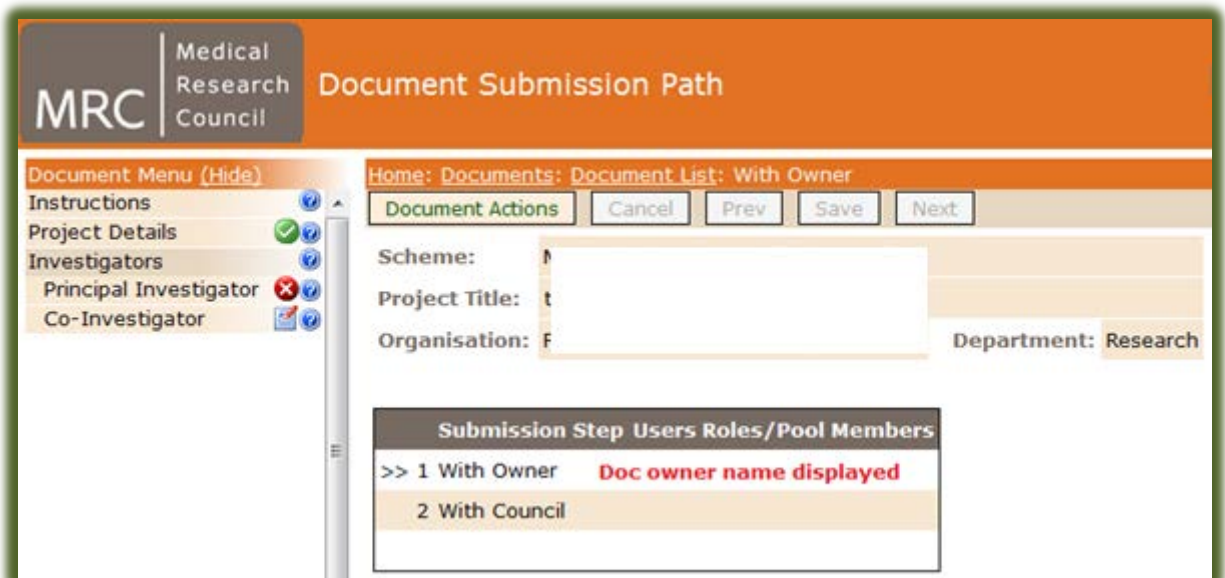 MRC
Medical
Research
Council
Document Submission Path
Document Menu (Hide)
Instructions
Project Details
Investigators
Principal Investigator
Co-Investigator
Home: Documents: Document List: With Owner
Document Actions Cancel Prev Save Next
Scheme:
Project Title: t
Organisation: F
Department: Research
Submission Step Users Roles/Pool Members
>> 1 With Owner Doc owner name displayed
2 With Council